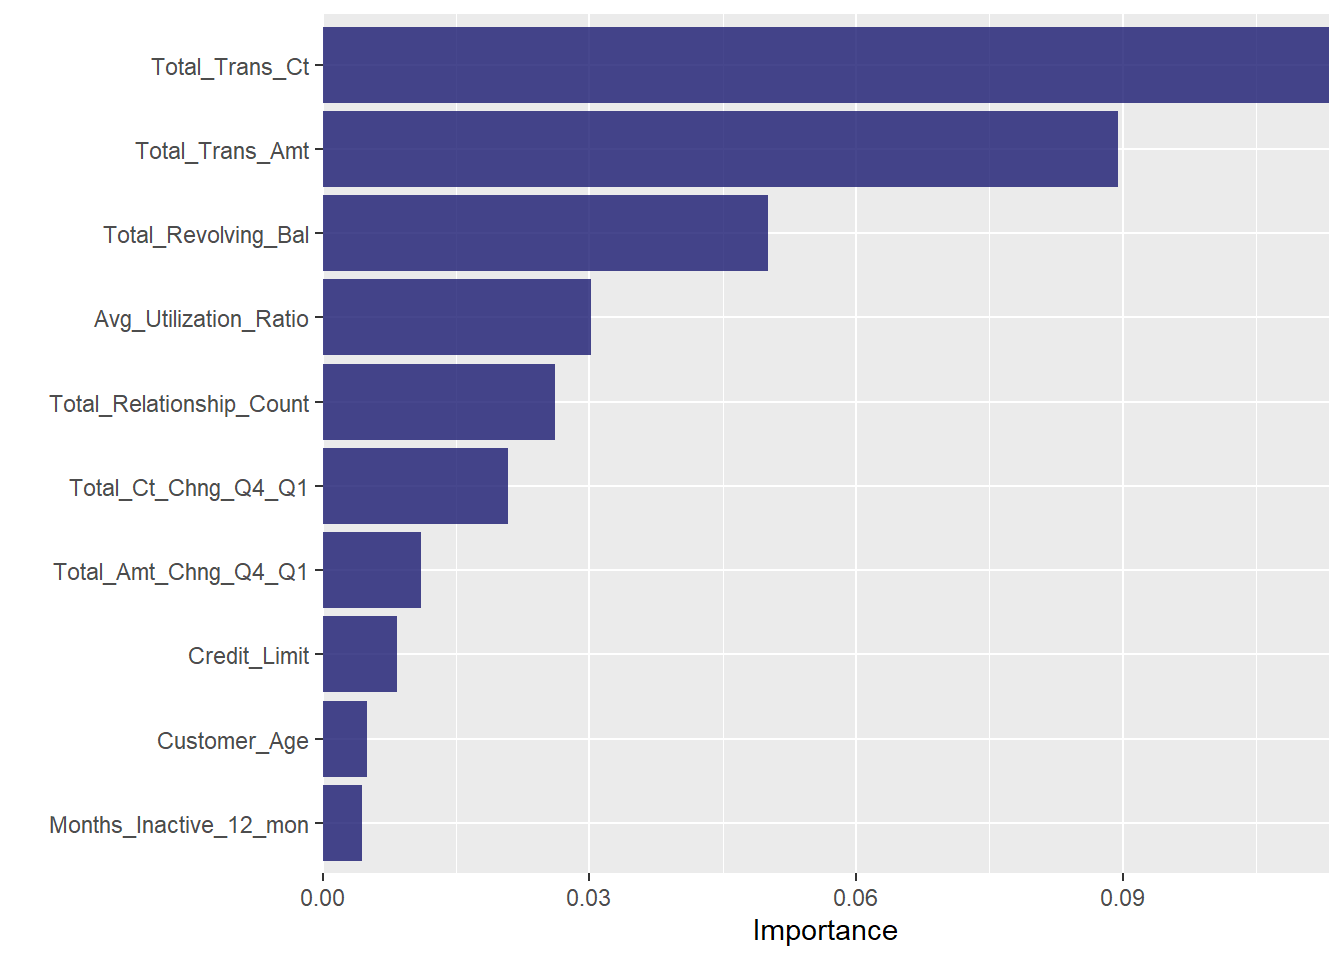 Total_Trans_Ct
Total_Trans_Amt
Total_Revolving_Bal
Avg_Utilization_Ratio
Total_Relationship_Count
Total_Ct_Chng_Q4_Q1
Total_Amt_Chng_Q4_Q1
Credit_Limit
Customer_Age
Months_Inactive_12_mon
0.00 0.03 0.06 0.09
Importance